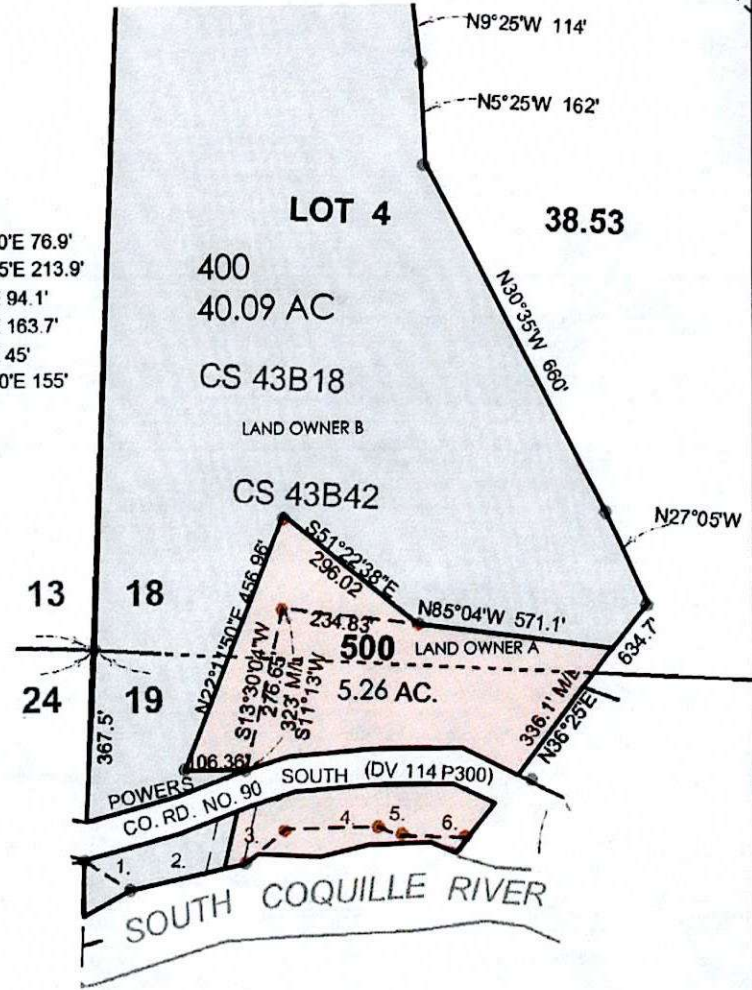 N9°25'W 114'
N5°25'W 162'
LOT 4
38.53
0'E 76.9'
5'E 213.9'
94.1'
163.7'
45'
0'E 155'
400
40.09 AC
CS 43B18
LAND OWNER B
N30°35'W 660'
CS 43B42
N27°05'W
S51°22'38"E
296.02
N22°11'50"E 456.96'
13
18
N85°04'W 571.1'
234.83'
500
LAND OWNER A
634.7'
24
19
S13°30'04"W
276.65'
323' M/L
S11°13'W
5.26 AC.
336.1' M/L
N36°25'E
367.5'
106.36'
POWERS
SOUTH
(DV 114 P300)
CO. RD. NO. 90
1.
2.
3.
4.
5.
6.
SOUTH COQUILLE RIVER